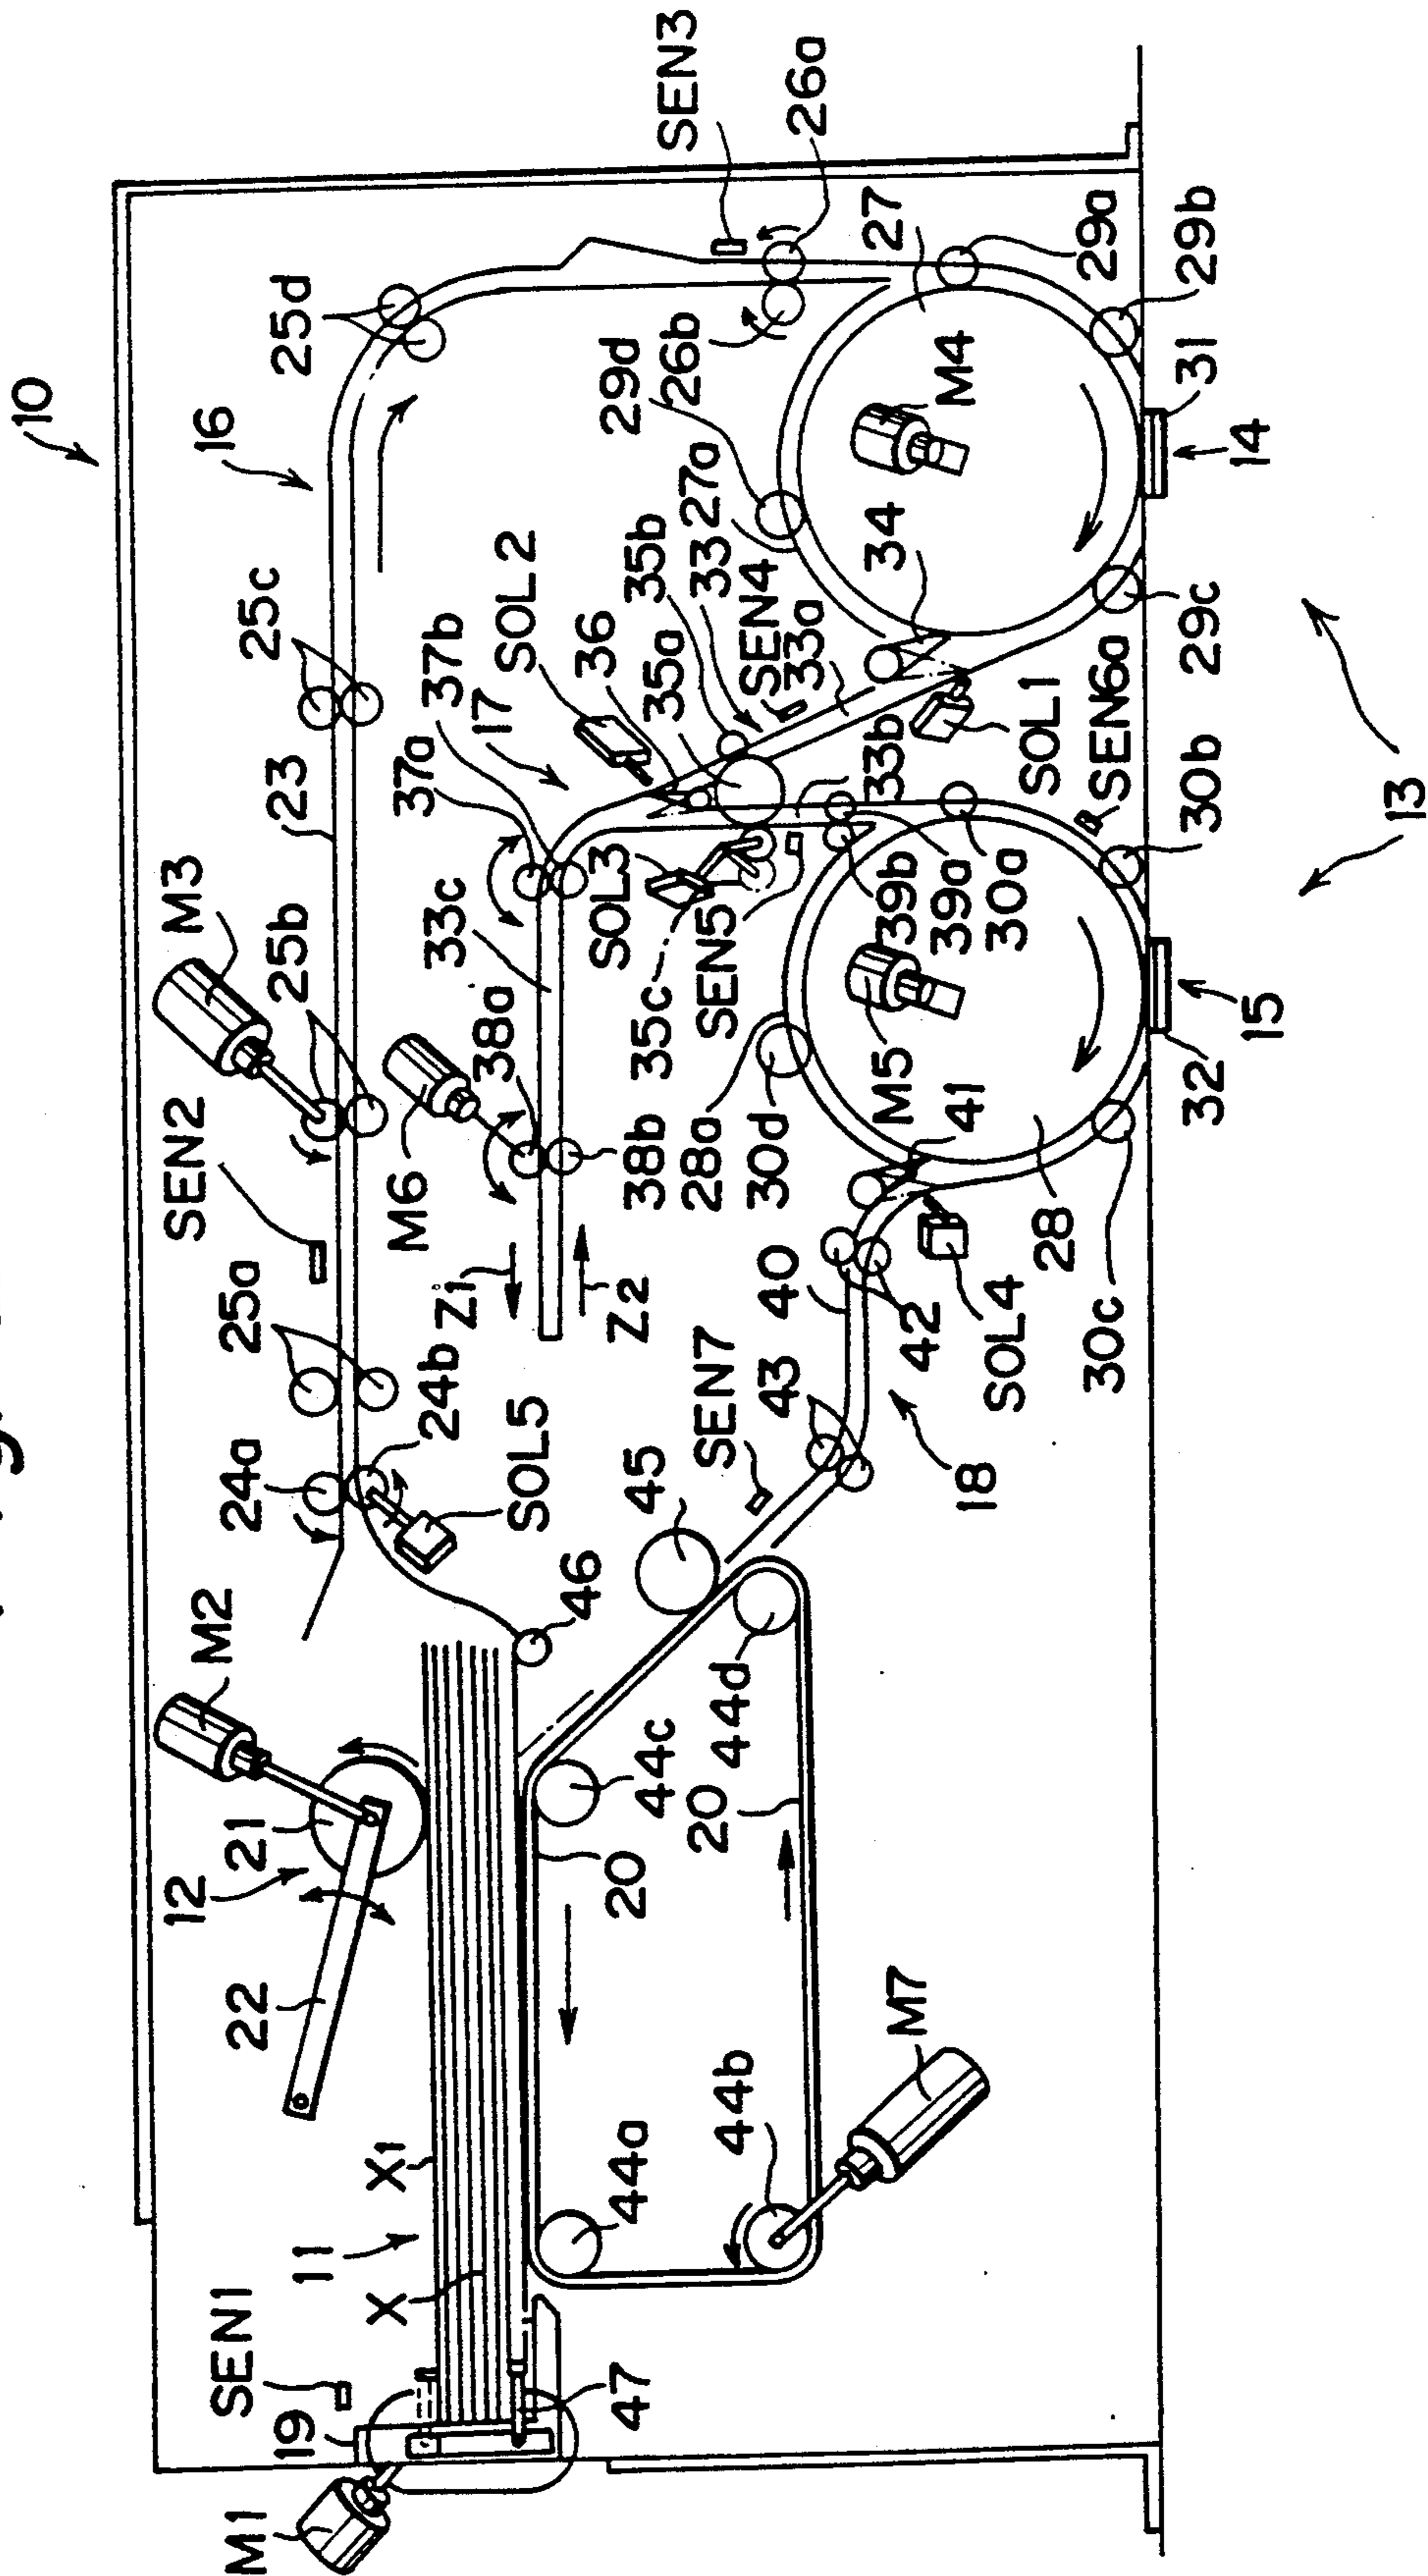 10
16
25d
SEN3
26a
26b
29d
27a
27
29a
29b
M4
31
14
34
29c
33
SEN4
33a
35b
35a
36
SOL2
17
37b
37a
25c
23
M3
25b
33c
SOL3
35c
SEN5
33b
SOL1
SEN6a
13
30b
30a
39a
39b
M5
15
32
41
28a
30d
38b
38a
M6
SEN2
25a
24b
24a
Z1
Z2
SOL5
46
40
42
43
SEN7
45
18
SOL4
28
30c
M2
21
12
22
44c
44d
20
20
M7
44b
44a
X1
X
11
SEN1
19
M1
47